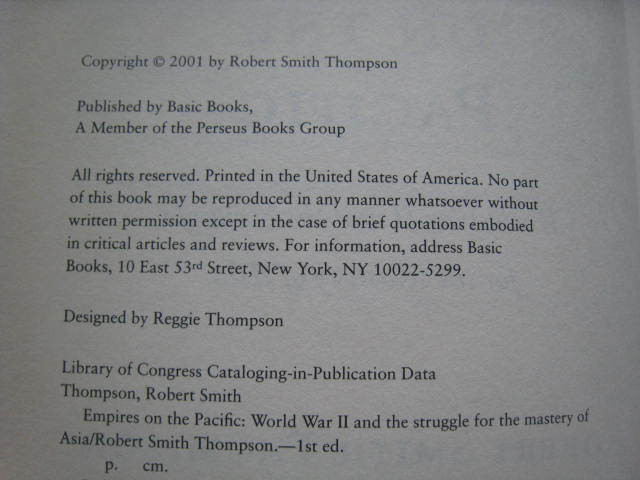 Copyright © 2001 by Robert Smith Thompson
Published by Basic Books,
A Member of the Perseus Books Group
All rights reserved. Printed in the United States of America. No part
of this book may be reproduced in any manner whatsoever without
written permission except in the case of brief quotations embodied
in critical articles and reviews. For information, address Basic
Books, 10 East 53rd Street, New York, NY 10022-5299.
Designed by Reggie Thompson
Library of Congress Cataloging-in-Publication Data
Thompson, Robert Smith
Empires on the Pacific: World War II and the struggle for the mastery of
Asia/Robert Smith Thompson.—1st ed.
p. cm.